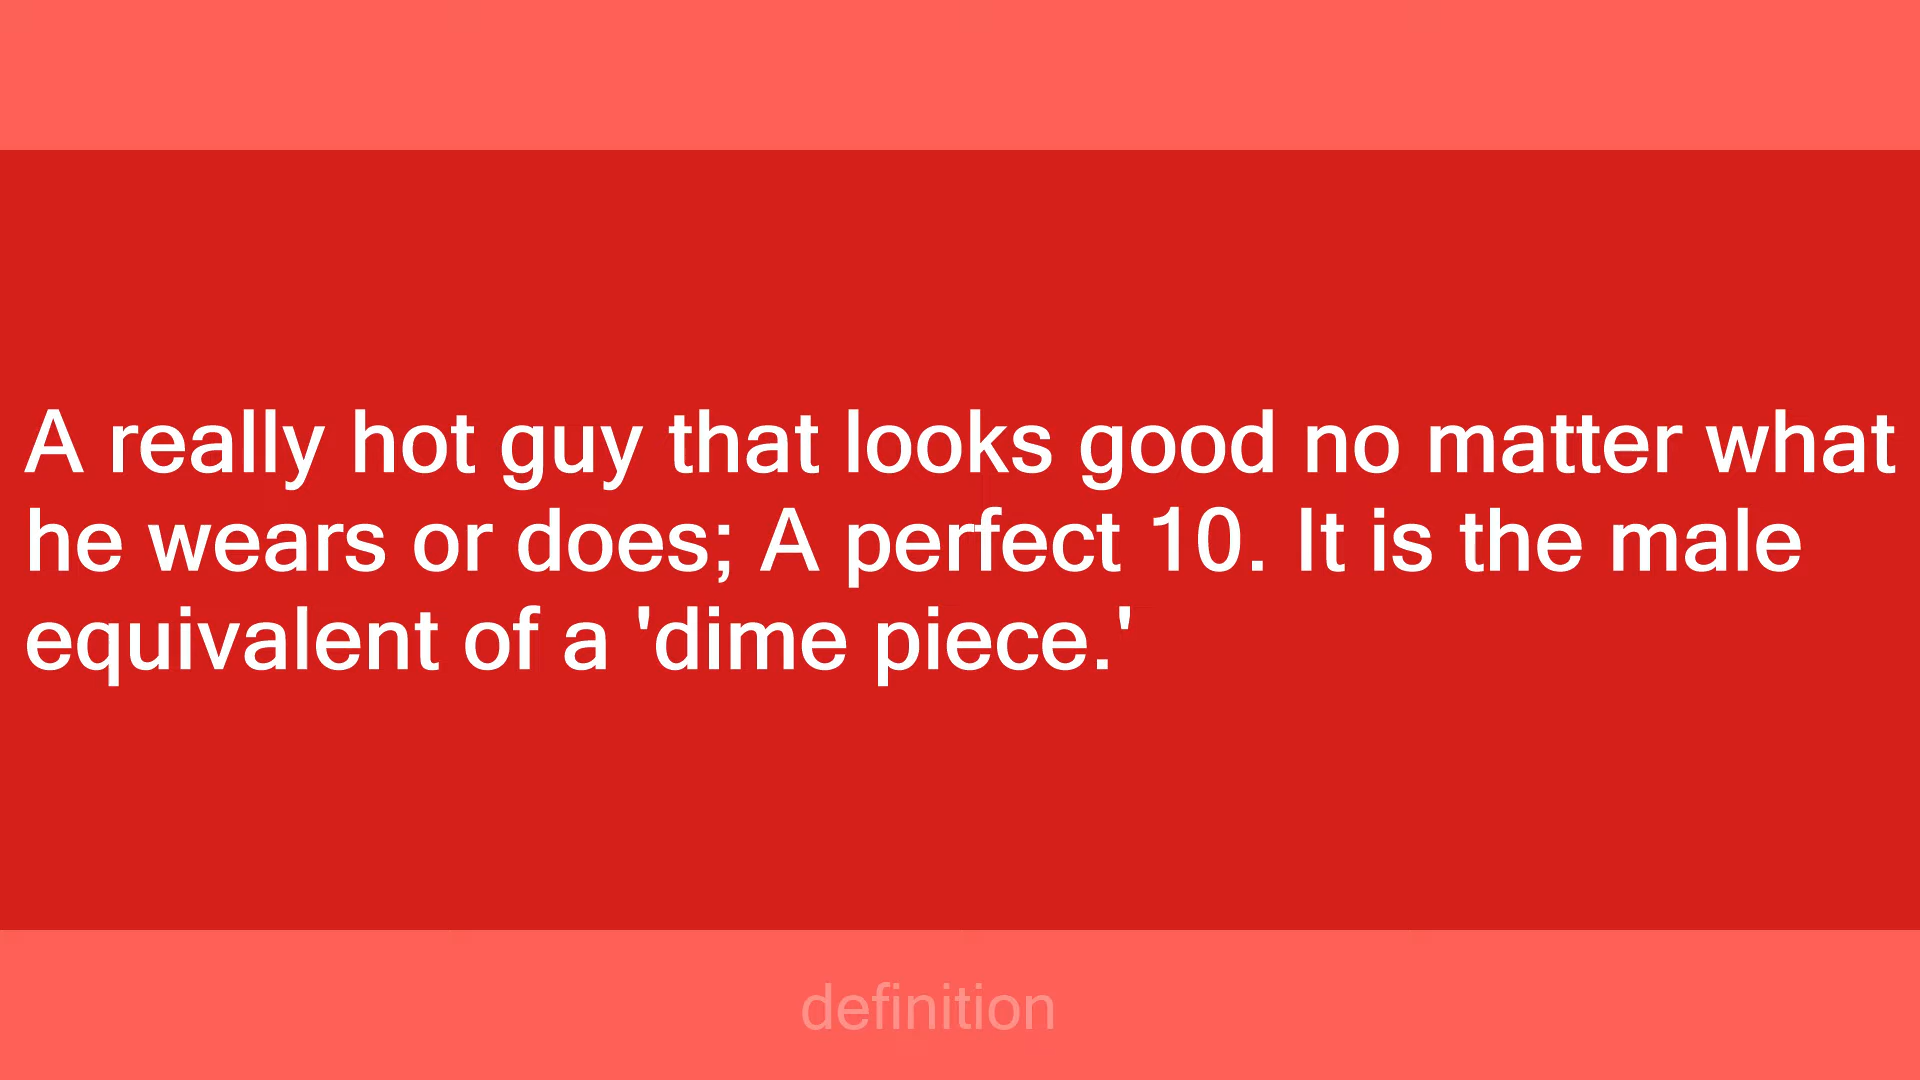 A really hot guy that looks good no matter what
he wears or does; A perfect 10. It is the male
equivalent of a 'dime piece.'
definition